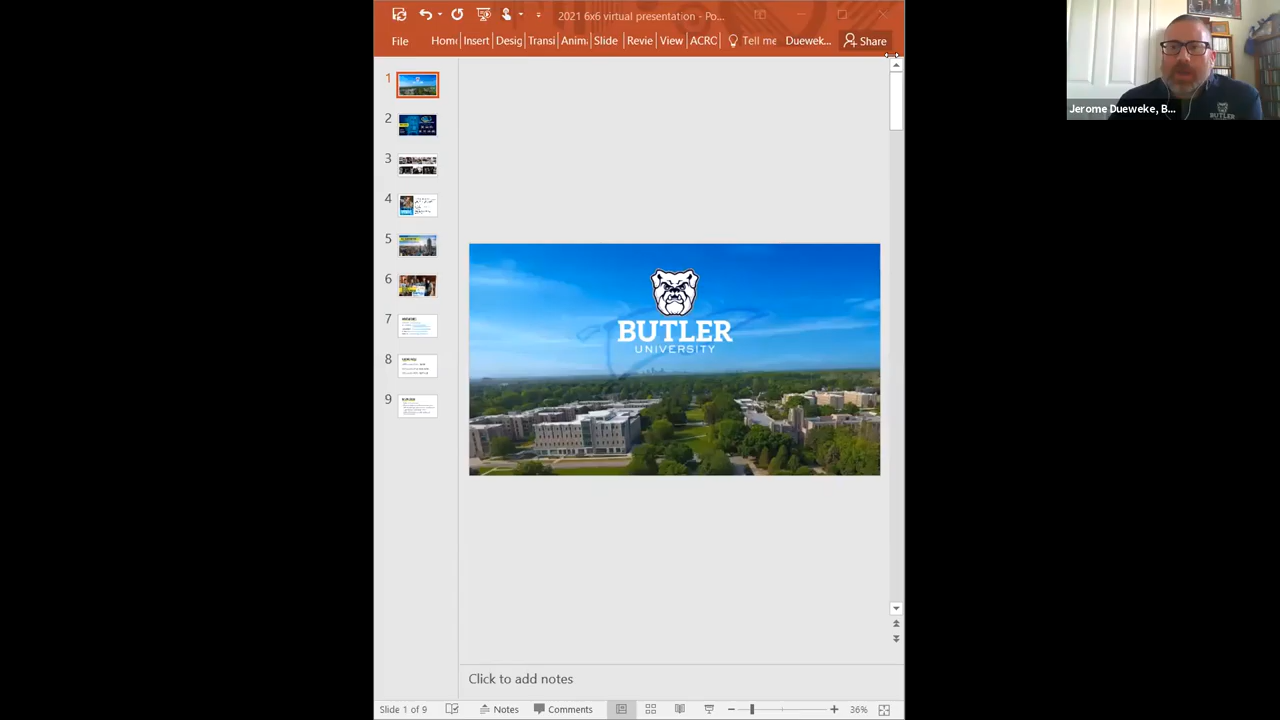 2021 6x6 virtual presentation - Po...
File
Home
Insert
Desig
Transi
Anim.
Slide
Revie
View
ACRC
Tell me
Duewek...
Share
1
2
3
4
5
6
7
8
9
BUTLER
UNIVERSITY
Click to add notes
Slide 1 of 9
Notes
Comments
36%
Jerome Dueweke, B...
BUTLER